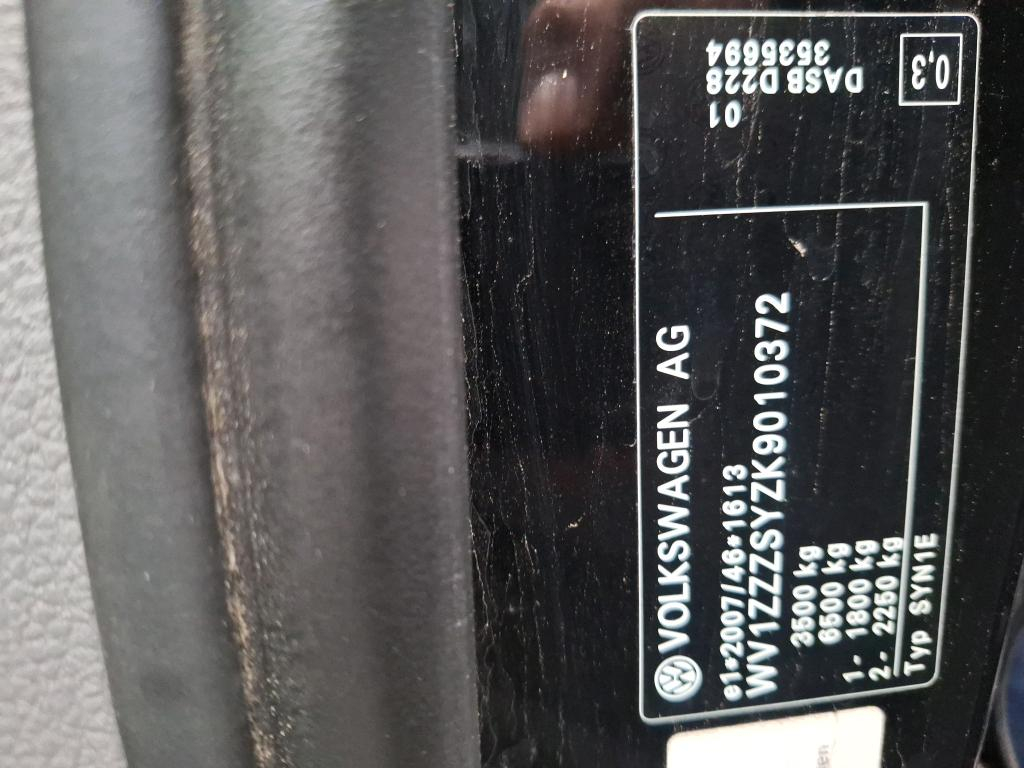 VOLKSWAGEN AG
e1*2007/46*1613
WV1ZZZSYZK9010372
3500 kg
6500 kg
1- 1800 kg
2- 2250 kg
Typ SYN1E
01
DASB D228
3535694
0,3